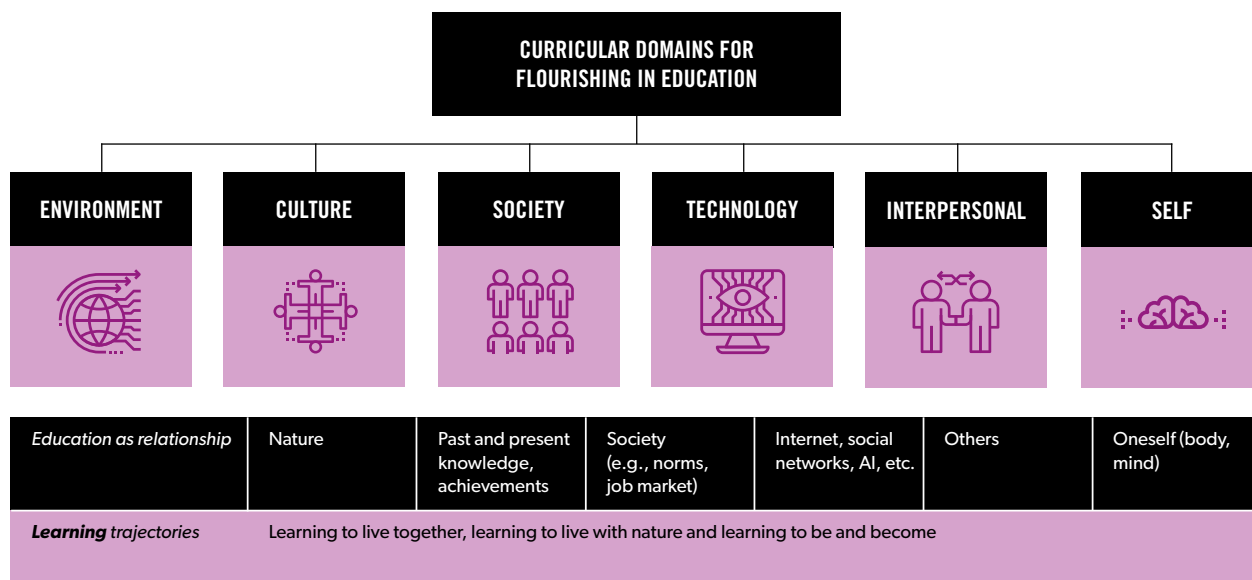 CURRICULAR DOMAINS FOR
FLOURISHING IN EDUCATION
ENVIRONMENT
CULTURE
SOCIETY
TECHNOLOGY
INTERPERSONAL
SELF
Education as relationship
Nature
Past and present
knowledge,
achievements
Society
(e.g., norms,
job market)
Internet, social
networks, AI, etc.
Others
Oneself (body,
mind)
Learning trajectories
Learning to live together, learning to live with nature and learning to be and become